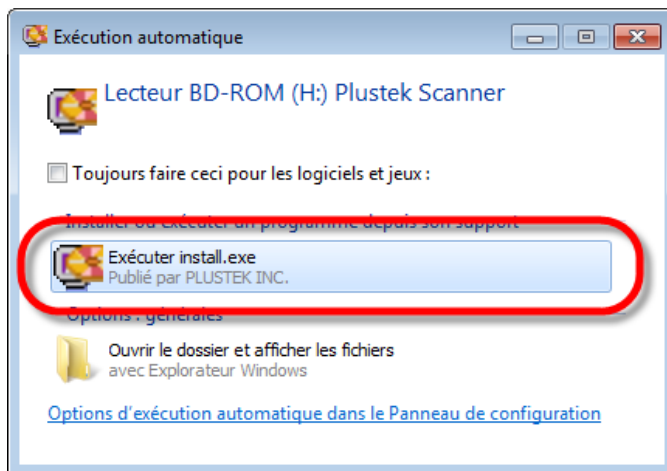 Exécution automatique
Lecteur BD-ROM (H:) Plustek Scanner
Toujours faire ceci pour les logiciels et jeux :
Installer ou exécuter un programme depuis son support
Exécuter install.exe
Publié par PLUSTEK INC.
Options : générales
Ouvrir le dossier et afficher les fichiers
avec Explorateur Windows
Options d'exécution automatique dans le Panneau de configuration